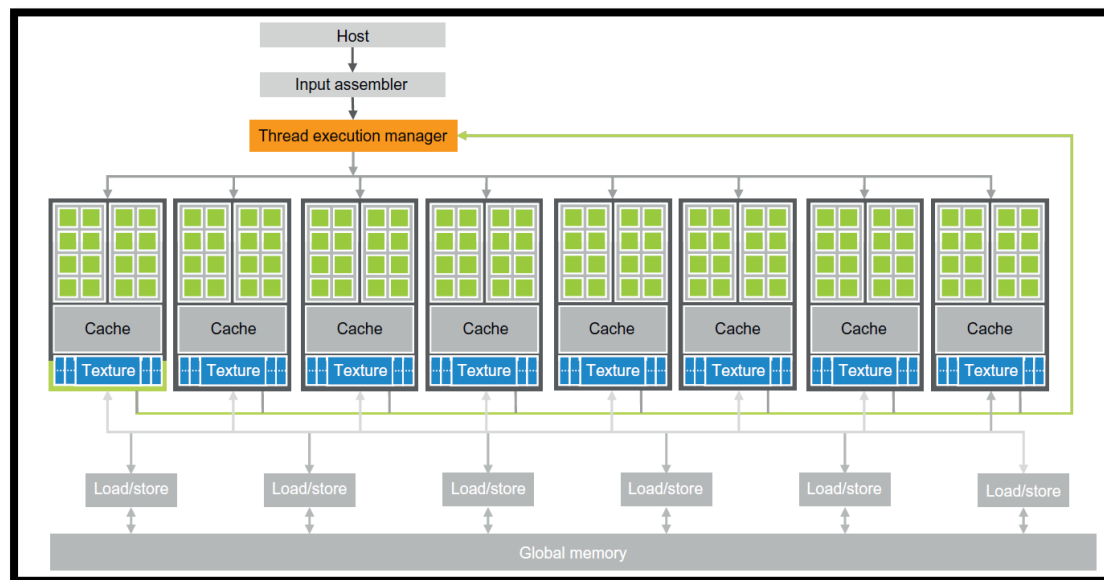 Host
Input assembler
Thread execution manager
Cache Cache Cache Cache Cache Cache Cache Cache
Texture Texture Texture Texture Texture Texture Texture Texture
Load/store Load/store Load/store Load/store Load/store Load/store
Global memory